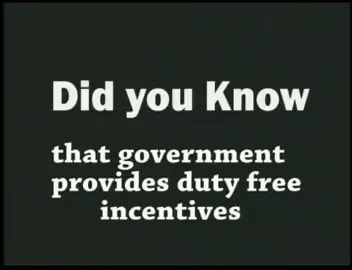 Did you Know
that government
provides duty free
incentives